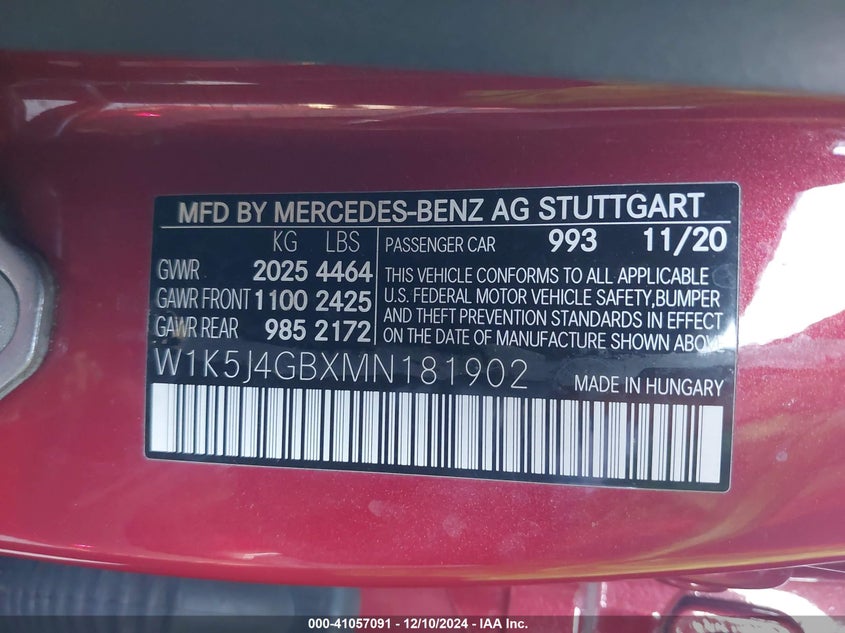 MFD BY MERCEDES-BENZ AG STUTTGART
KG LBS
GVWR 2025 4464
GAWR FRONT 1100 2425
GAWR REAR 985 2172
PASSENGER CAR 993 11/20
THIS VEHICLE CONFORMS TO ALL APPLICABLE
U.S. FEDERAL MOTOR VEHICLE SAFETY,BUMPER
AND THEFT PREVENTION STANDARDS IN EFFECT
ON THE DATE OF MANUFACTURE SHOWN ABOVE
W1K5J4GBXMN181902
MADE IN HUNGARY
000-41057091 - 12/10/2024 - IAA Inc.